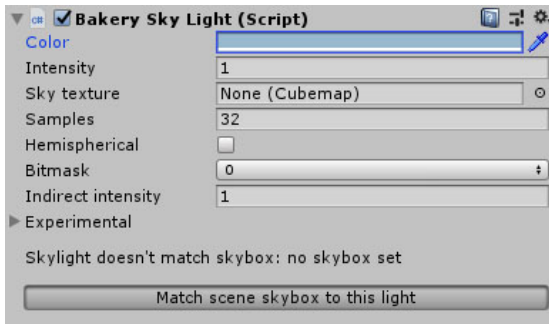 Bakery Sky Light (Script)
Color
Intensity 1
Sky texture None (Cubemap)
Samples 32
Hemispherical
Bitmask 0
Indirect intensity 1
Experimental
Skylight doesn't match skybox: no skybox set
Match scene skybox to this light